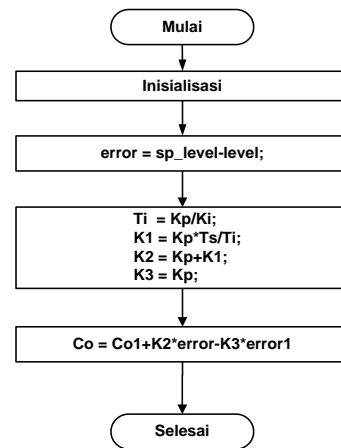 Mulai
Inisialisasi
error = sp_level-level;
Ti  = Kp/Ki;
K1 = Kp*Ts/Ti;
K2 = Kp+K1;
K3 = Kp;
Co = Co1+K2*error-K3*error1
Selesai